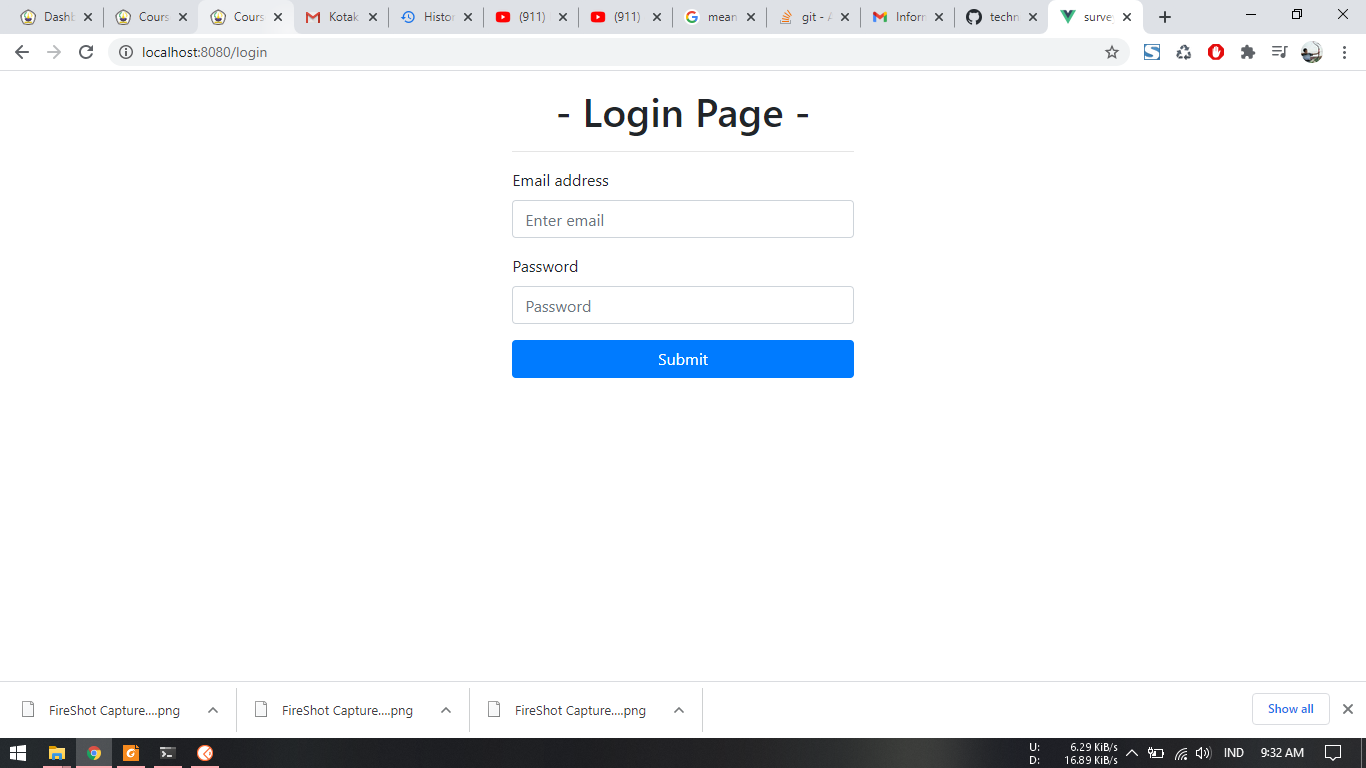 Dashb
Cours
Cours
Kotak
Histor
(911)
(911)
mean
git - A
Inform
techn
survey
localhost:8080/login
- Login Page -
Email address
Enter email
Password
Password
Submit
FireShot Capture....png
FireShot Capture....png
FireShot Capture....png
Show all
U: 6.29 KiB/s
D: 16.89 KiB/s
IND
9:32 AM